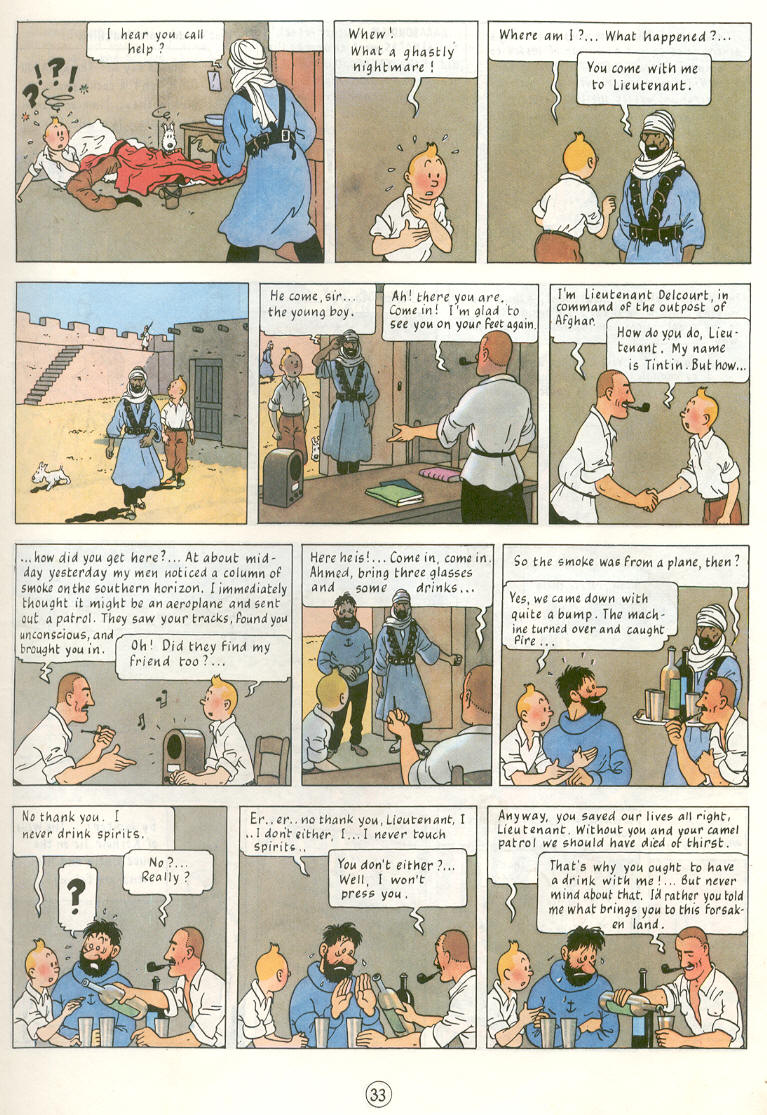 I hear you call
help?
?!?!
Whew!
What a ghastly
nightmare!
Where am I?... What happened?...
You come with me
to Lieutenant.
He come, sir...
the young boy.
Ah! there you are.
Come in! I'm glad to
see you on your feet again.
I'm Lieutenant Delcourt, in
command of the outpost of
Afghar.
How do you do, Lieu-
tenant. My name
is Tintin. But how...
...how did you get here?... At about mid-
day yesterday my men noticed a column of
smoke on the southern horizon. I immediately
thought it might be an aeroplane and sent
out a patrol. They saw your tracks, found you
unconscious, and
brought you in.
Oh! Did they find my
friend too?...
Here he is!... Come in, come in.
Ahmed, bring three glasses
and some drinks...
So the smoke was from a plane, then?
Yes, we came down with
quite a bump. The mach-
ine turned over and caught
fire...
No thank you. I
never drink spirits.
?
No?...
Really?
Er.. er.. no thank you, Lieutenant, I
..I don't either, I... I never touch
spirits..
You don't either?...
Well, I won't
press you.
Anyway, you saved our lives all right,
Lieutenant. Without you and your camel
patrol we should have died of thirst.
That's why you ought to have
a drink with me!... But never
mind about that. I'd rather you told
me what brings you to this forsak-
en land.
33